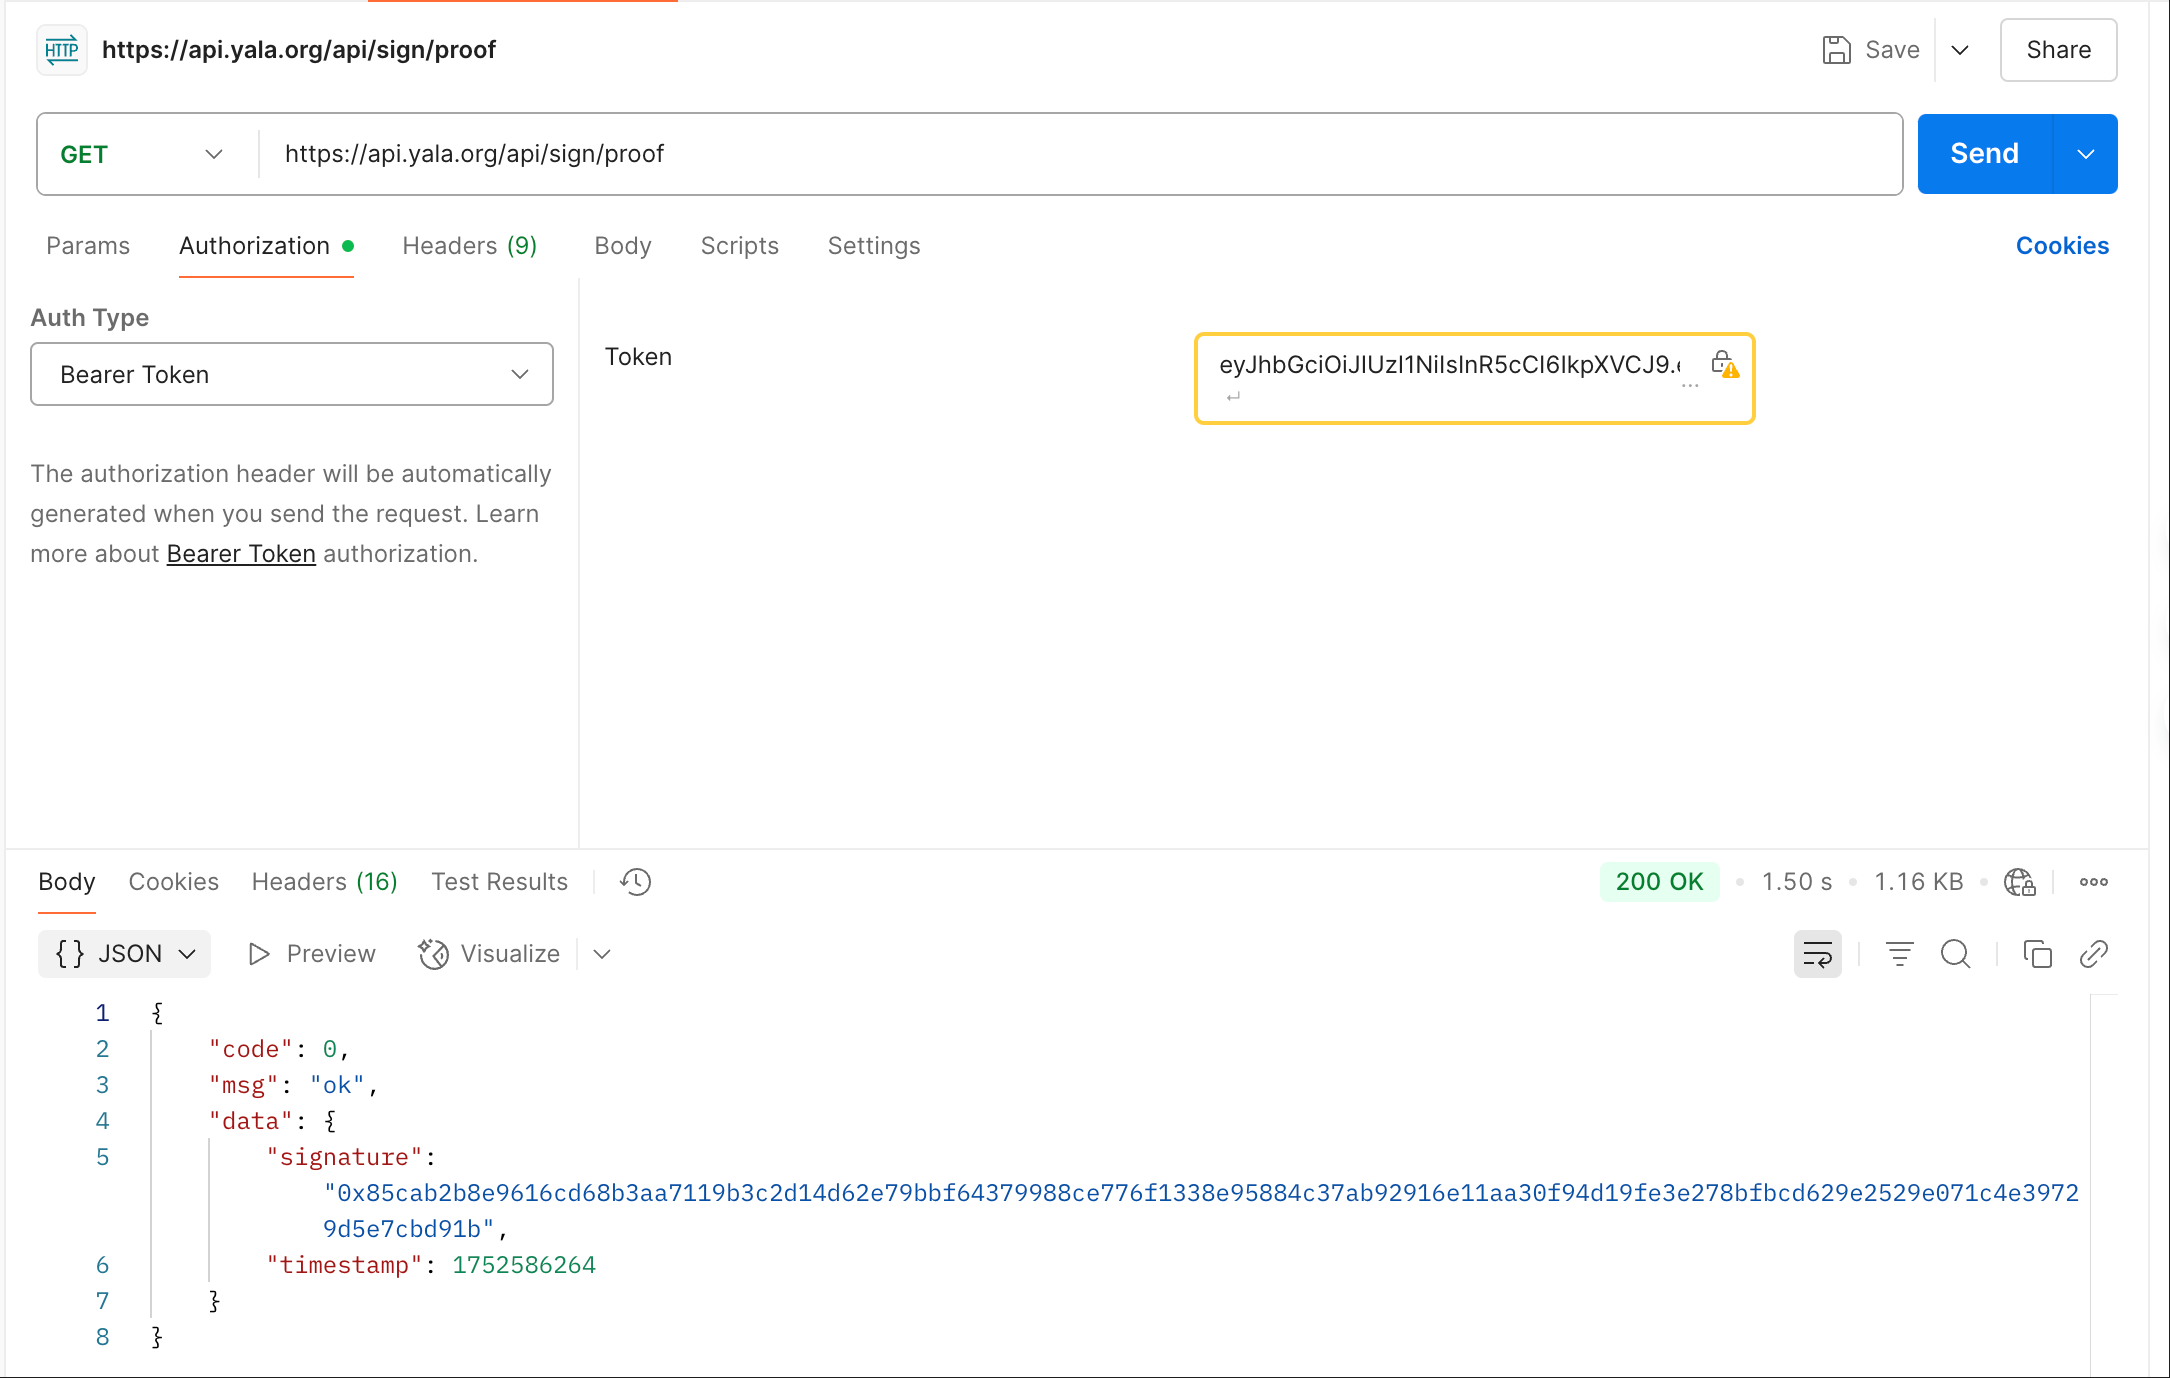 HTTP https://api.yala.org/api/sign/proof Save Share
GET https://api.yala.org/api/sign/proof Send
Params Authorization Headers (9) Body Scripts Settings Cookies
Auth Type
Bearer Token
Token
eyJhbGciOiJIUzI1NiIsInR5cCI6IkpXVCJ9.
The authorization header will be automatically
generated when you send the request. Learn
more about Bearer Token authorization.
Body Cookies Headers (16) Test Results 200 OK • 1.50 s • 1.16 KB
{} JSON Preview Visualize
1 {
2 "code": 0,
3 "msg": "ok",
4 "data": {
5 "signature":
"0x85cab2b8e9616cd68b3aa7119b3c2d14d62e79bbf64379988ce776f1338e95884c37ab92916e11aa30f94d19fe3e278bfbcd629e2529e071c4e3972
9d5e7cbd91b",
6 "timestamp": 1752586264
7 }
8 }